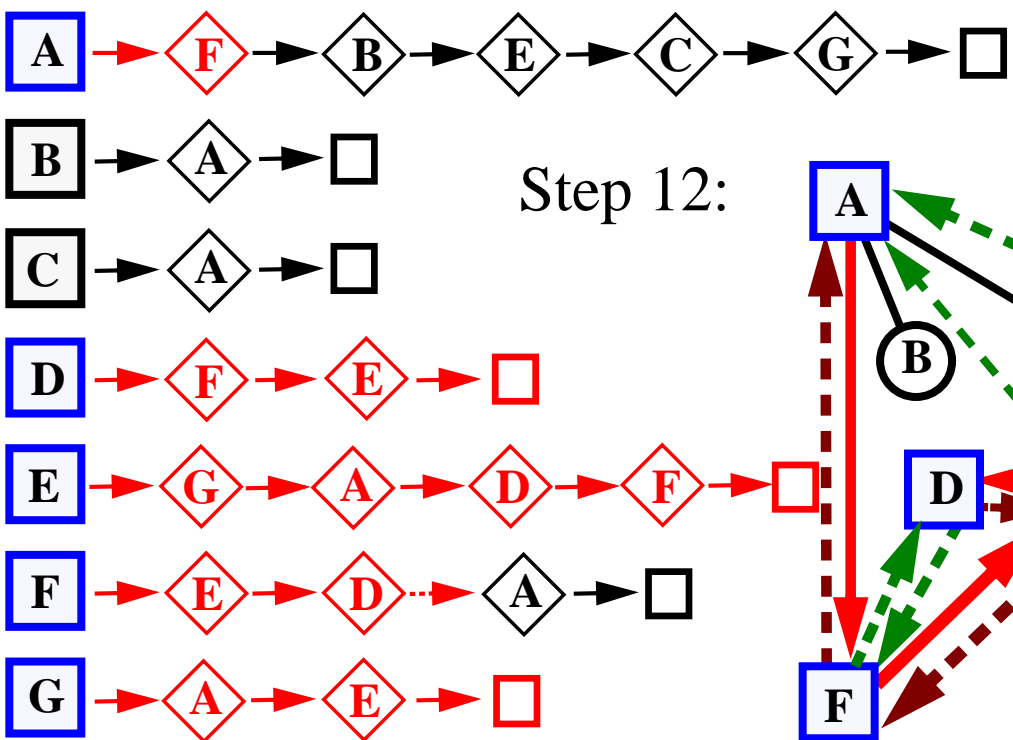 A F B E C G
B A
Step 12:
A
C A
B
D F E
E G A D F
D
F E D A
G A E
F